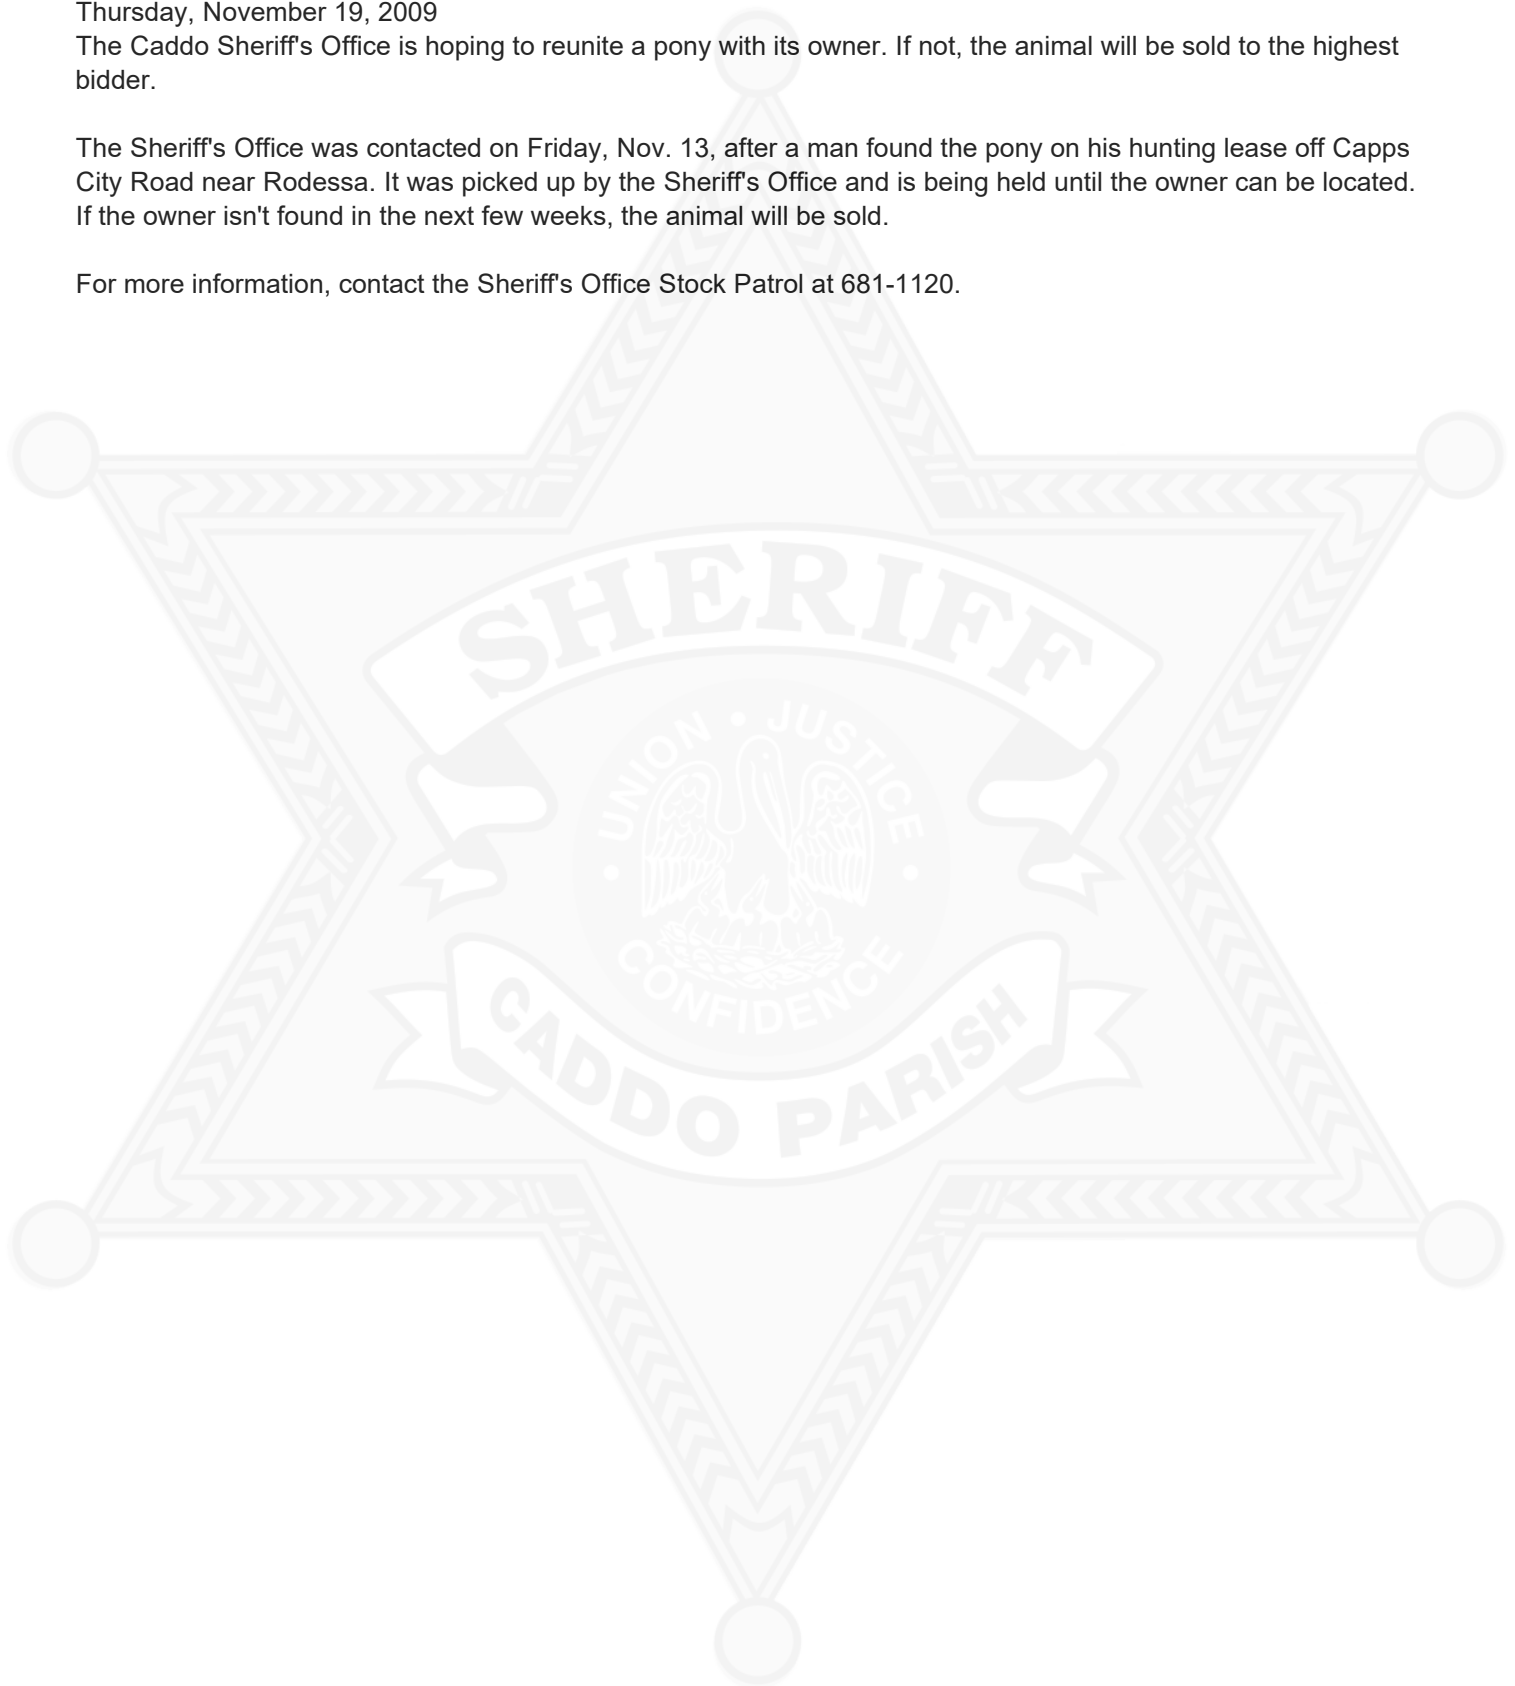 Thursday, November 19, 2009
The Caddo Sheriff's Office is hoping to reunite a pony with its owner. If not, the animal will be sold to the highest
bidder.
The Sheriff's Office was contacted on Friday, Nov. 13, after a man found the pony on his hunting lease off Capps
City Road near Rodessa. It was picked up by the Sheriff's Office and is being held until the owner can be located.
If the owner isn't found in the next few weeks, the animal will be sold.
For more information, contact the Sheriff's Office Stock Patrol at 681-1120.
SHERIFF
UNION • JUSTICE •
• CONFIDENCE
CADDO PARISH